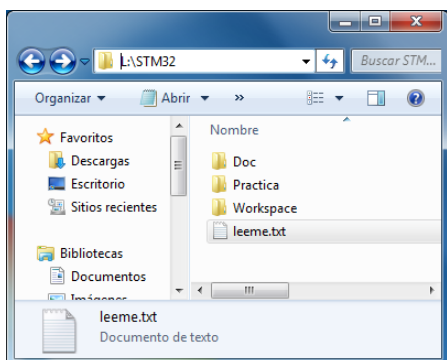 L:\STM32
Buscar STM...
Organizar
Abrir
»
Favoritos
Descargas
Escritorio
Sitios recientes
Bibliotecas
Documentos
Imágenes
Nombre
Doc
Practica
Workspace
leeme.txt
leeme.txt
Documento de texto